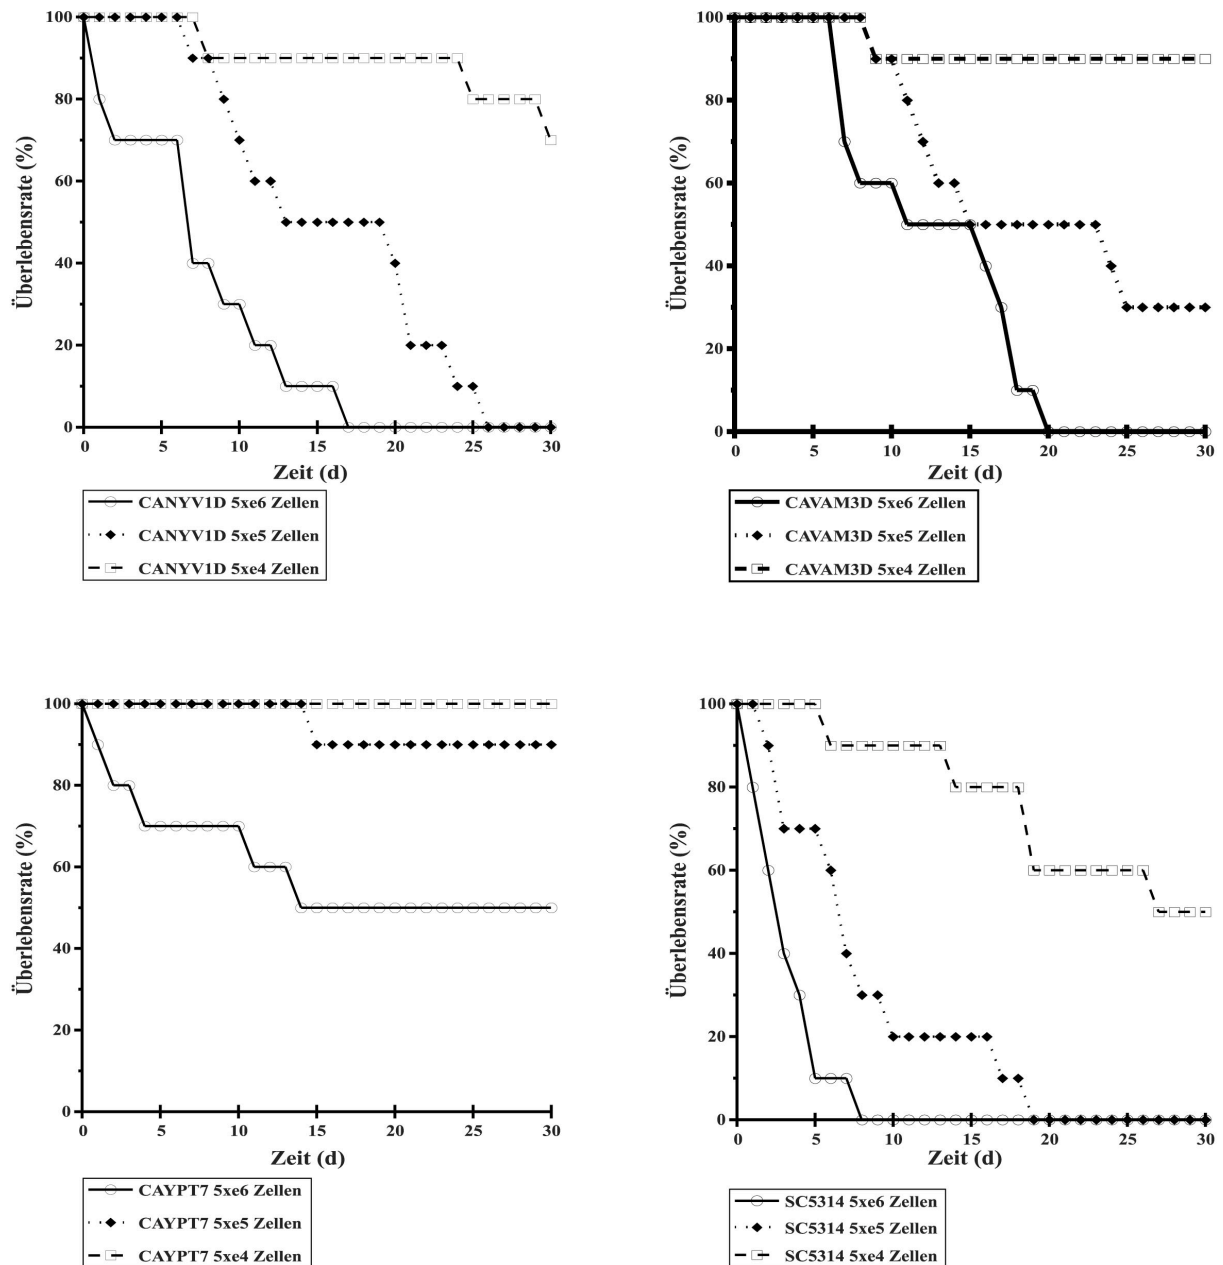 Überlebensrate (%)
100
80
60
40
20
0
0 5 10 15 20 25 30
Zeit (d)
CANYV1D 5xe6 Zellen
CANYV1D 5xe5 Zellen
CANYV1D 5xe4 Zellen
Überlebensrate (%)
100
80
60
40
20
0
0 5 10 15 20 25 30
Zeit (d)
CAVAM3D 5xe6 Zellen
CAVAM3D 5xe5 Zellen
CAVAM3D 5xe4 Zellen
Überlebensrate (%)
100
80
60
40
20
0
0 5 10 15 20 25 30
Zeit (d)
CAYPT7 5xe6 Zellen
CAYPT7 5xe5 Zellen
CAYPT7 5xe4 Zellen
Überlebensrate (%)
100
80
60
40
20
0
0 5 10 15 20 25 30
Zeit (d)
SC5314 5xe6 Zellen
SC5314 5xe5 Zellen
SC5314 5xe4 Zellen